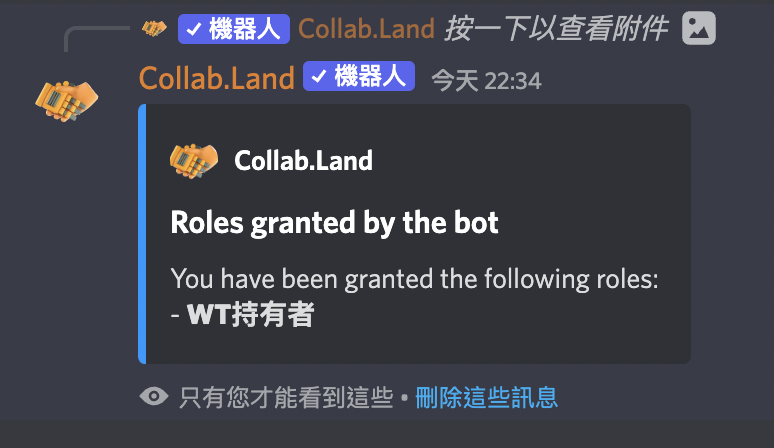 機器人 Collab.Land 按一下以查看附件
Collab.Land 機器人 今天 22:34
Collab.Land
Roles granted by the bot
You have been granted the following roles:
- WT持有者
只有您才能看到這些 • 刪除這些訊息